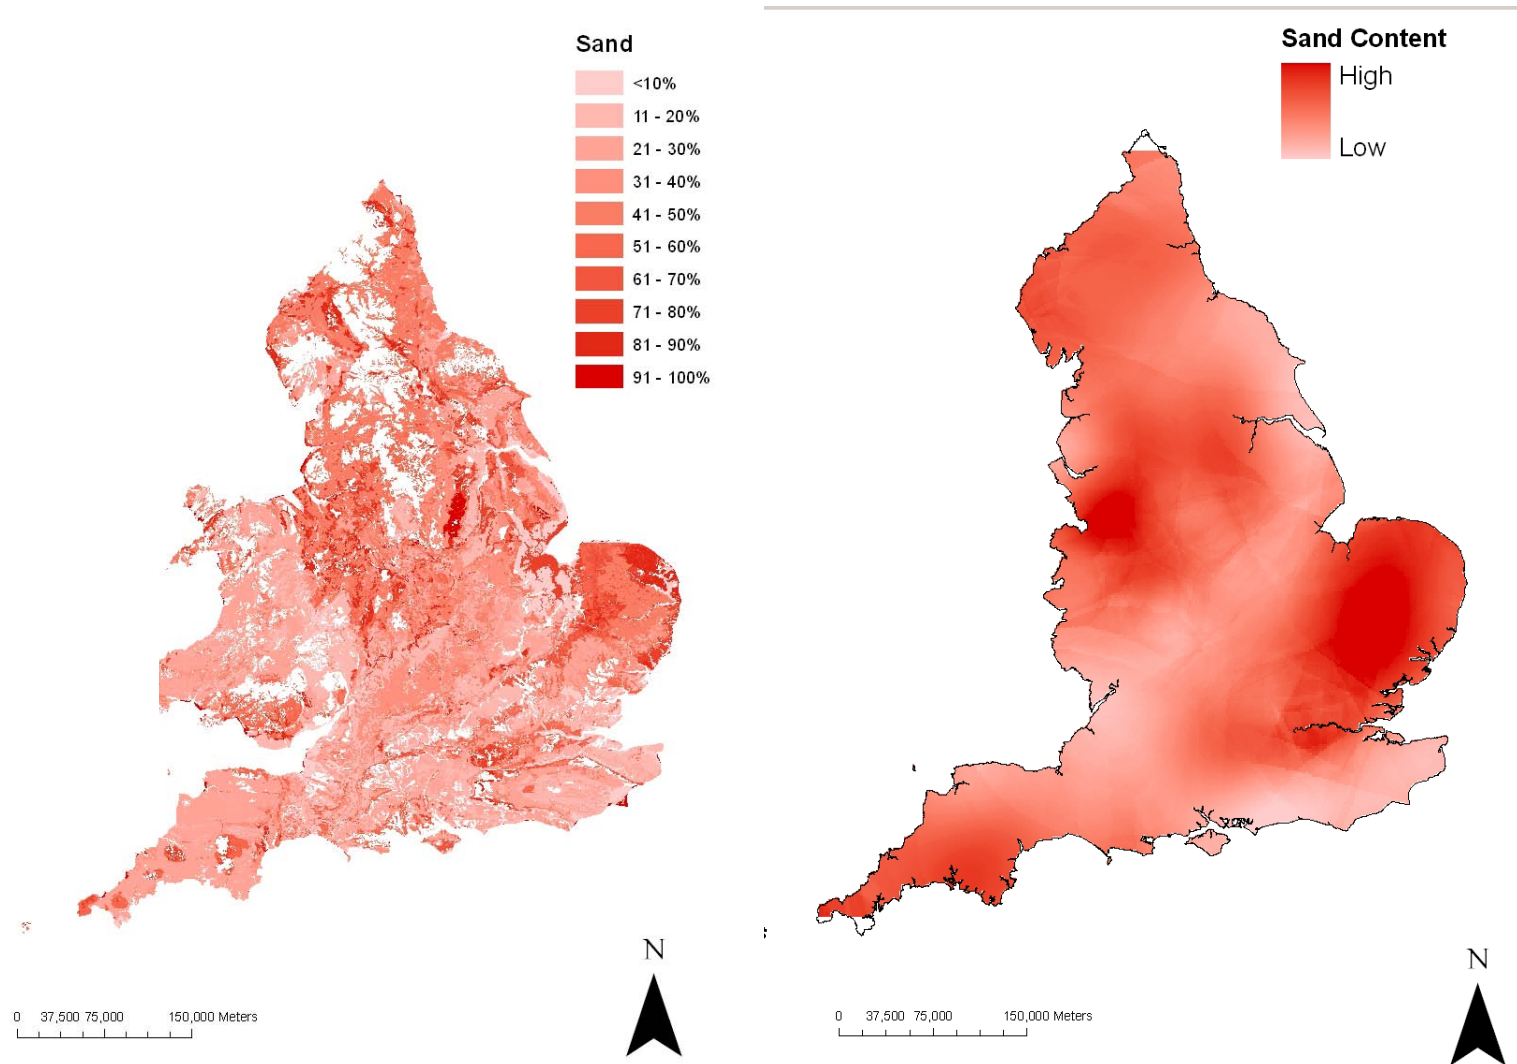 Sand
<10%
11 - 20%
21 - 30%
31 - 40%
41 - 50%
51 - 60%
61 - 70%
71 - 80%
81 - 90%
91 - 100%
N
0 37,500 75,000 150,000 Meters
Sand Content
High
Low
N
0 37,500 75,000 150,000 Meters